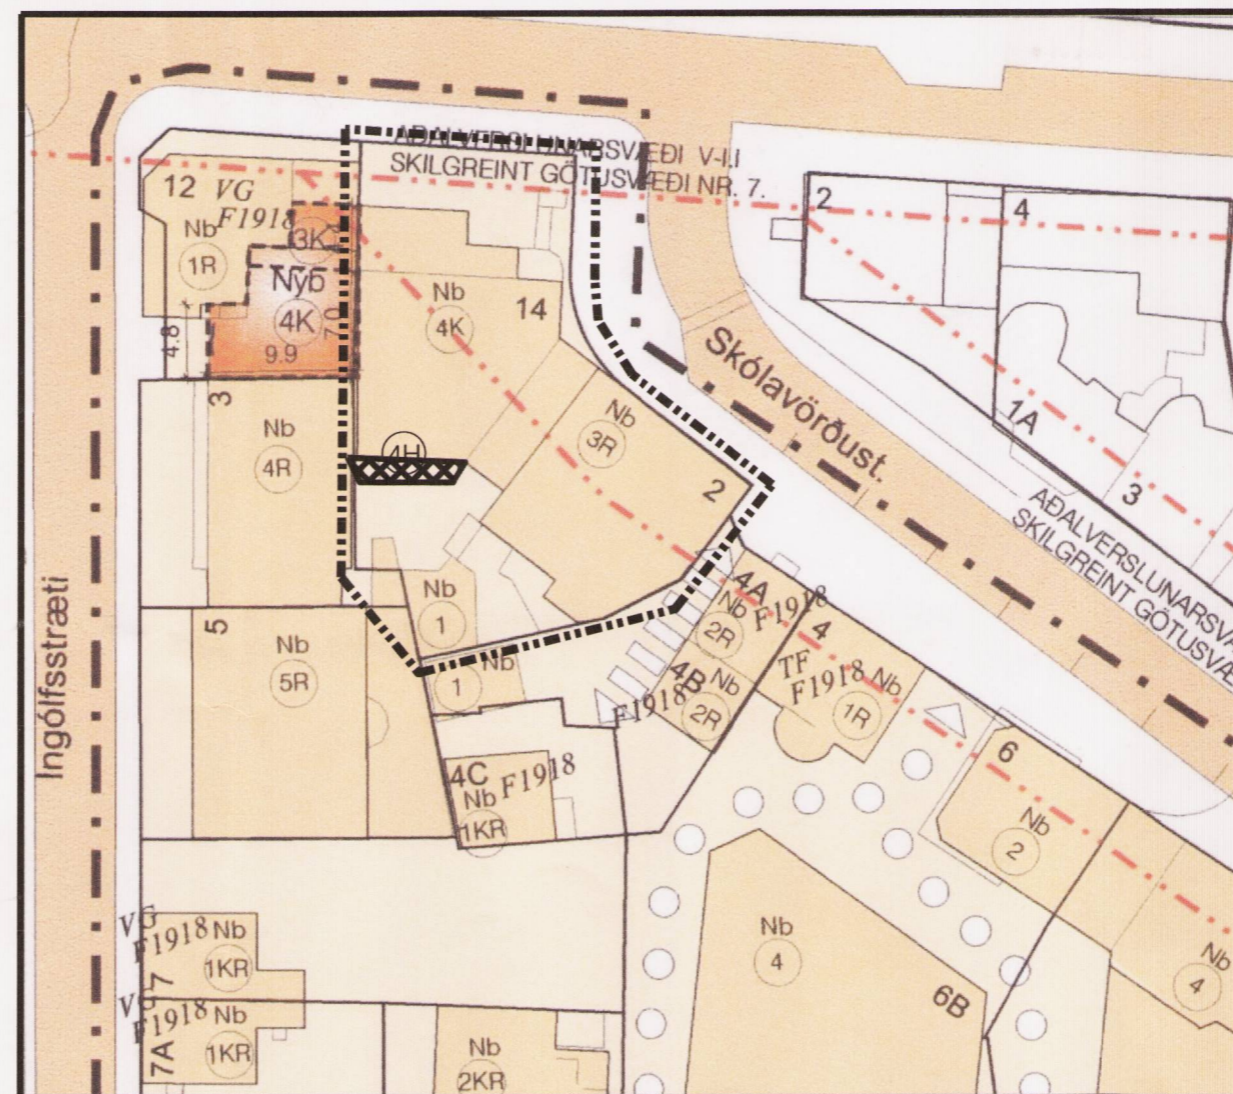 AÐALVERSLUNARSVÆÐI V-I.I
SKILGREINT GÖTUSVÆÐI NR. 7.
12
VG
F1918
Nb
1R
3K
Nýb
4K
7.0
9.9
4.8
Nb
4K
14
2
4
1A
3
Skólavörðust.
AÐALVERSLUNARSV
SKILGREINT GÖTUSVÆ
3
Nb
4R
4H
Nb
3R
2
Ingólfsstræti
5
Nb
5R
Nb
1
Nb
1
4A
F1918
Nb
2R
4B
F1918
Nb
2R
4
TF
F1918
Nb
1R
4C
F1918
Nb
1KR
6
Nb
2
Nb
4
6B
Nb
4
VG
F1918
Nb
1KR
7
VG
F1918
Nb
1KR
7A
Nb
2KR